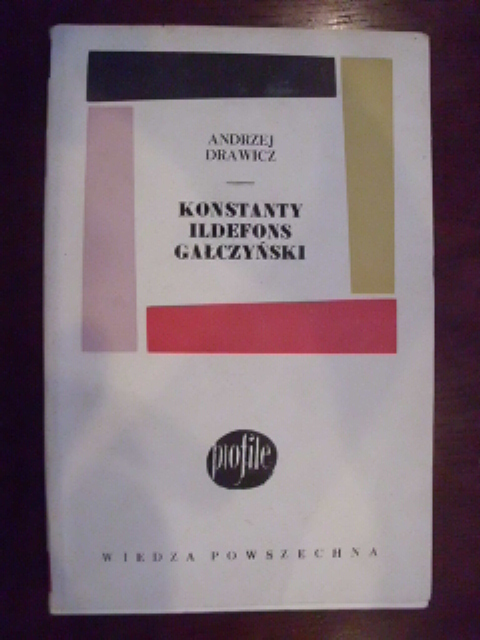 ANDRZEJ
DRAWICZ
KONSTANTY
ILDEFONS
GAŁCZYŃSKI
profile
WIEDZA POWSZECHNA